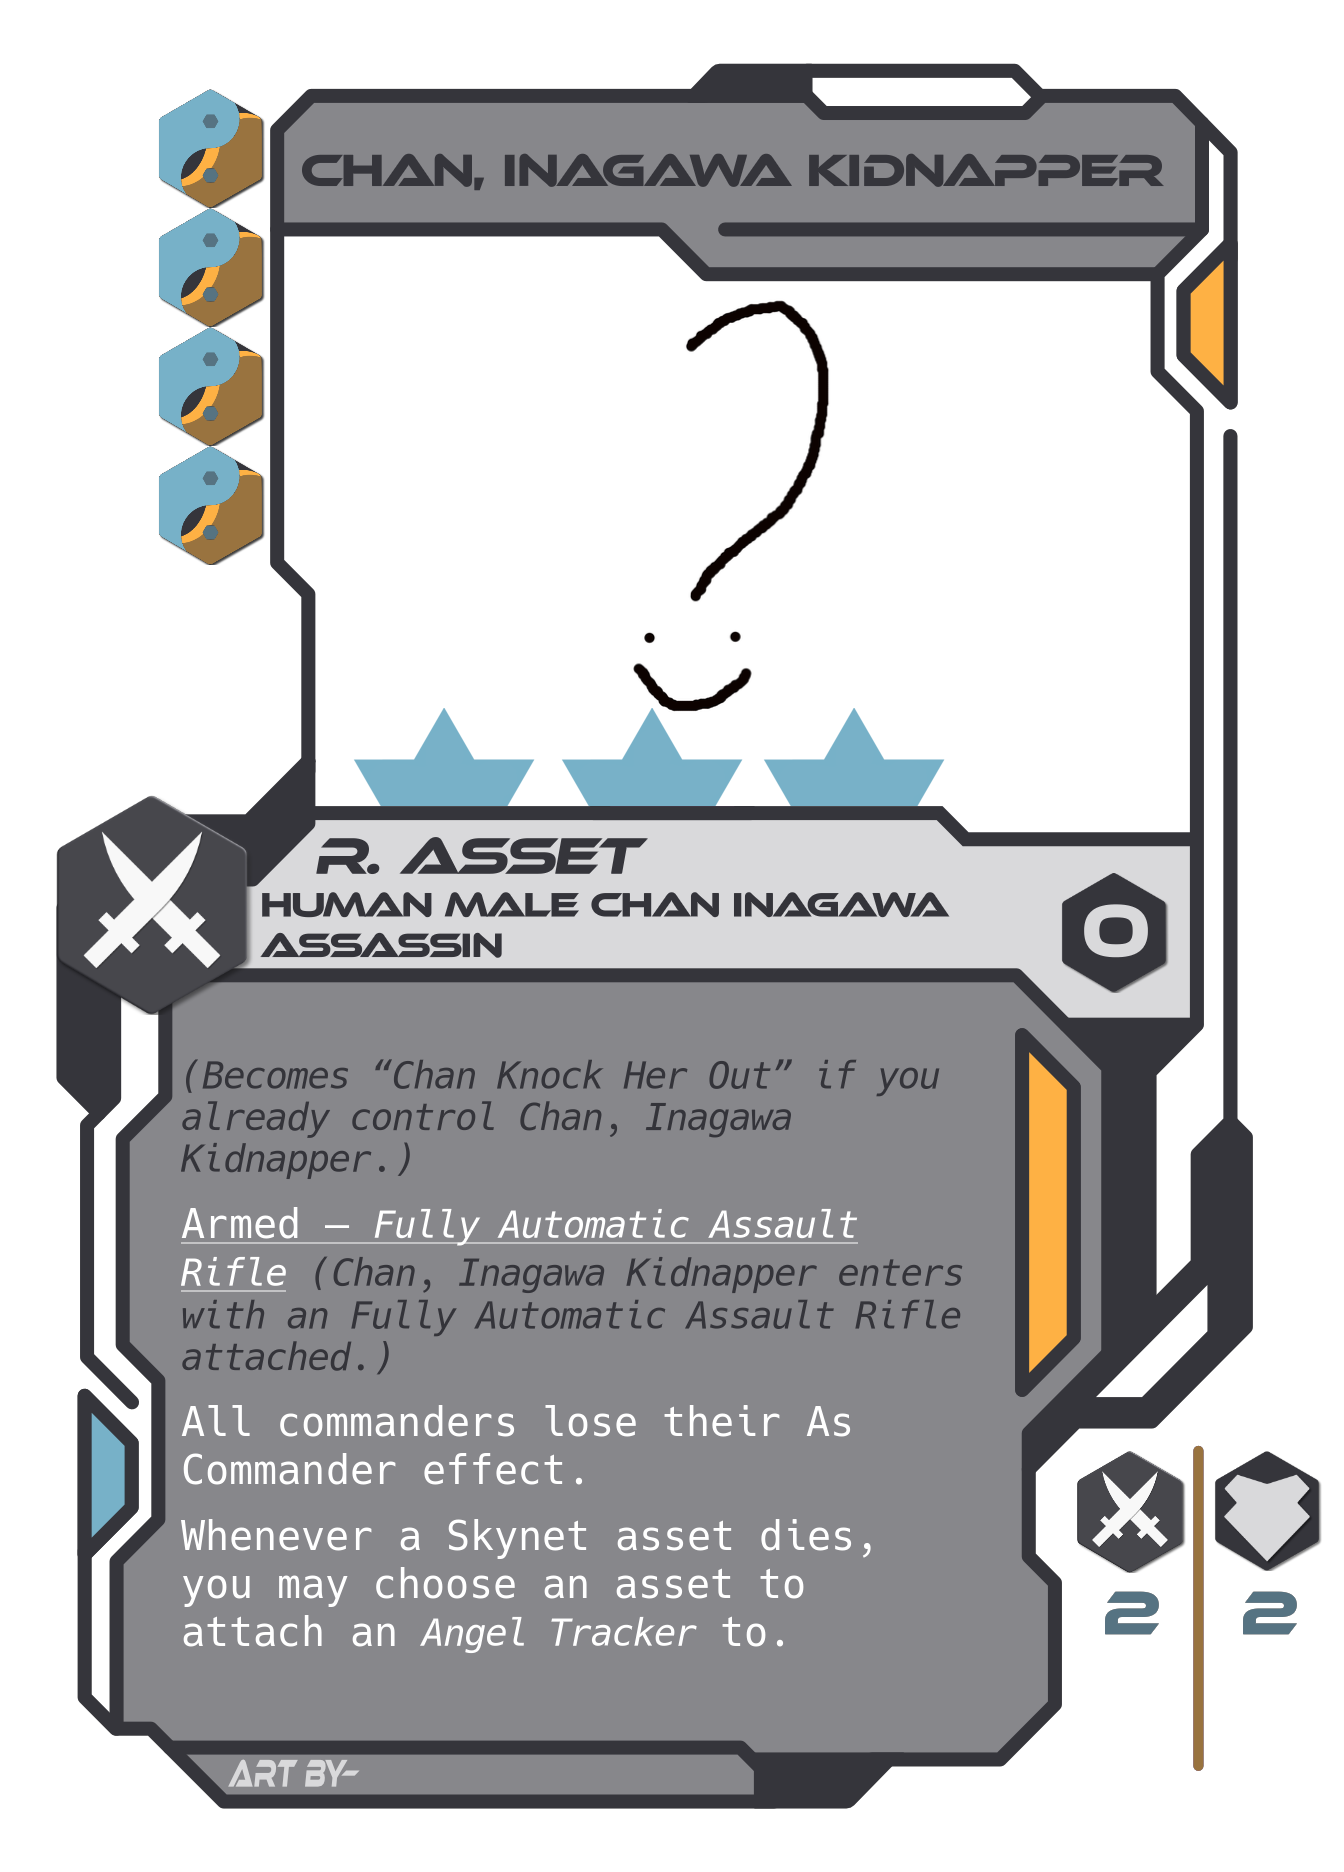 CHAN, INAGAWA KIDNAPPER
R. ASSET
HUMAN MALE CHAN INAGAWA
ASSASSIN
0
(Becomes “Chan Knock Her Out” if you
already control Chan, Inagawa
Kidnapper.)
Armed – Fully Automatic Assault
Rifle (Chan, Inagawa Kidnapper enters
with an Fully Automatic Assault Rifle
attached.)
All commanders lose their As
Commander effect.
Whenever a Skynet asset dies,
you may choose an asset to
attach an Angel Tracker to.
2 2
ART BY-